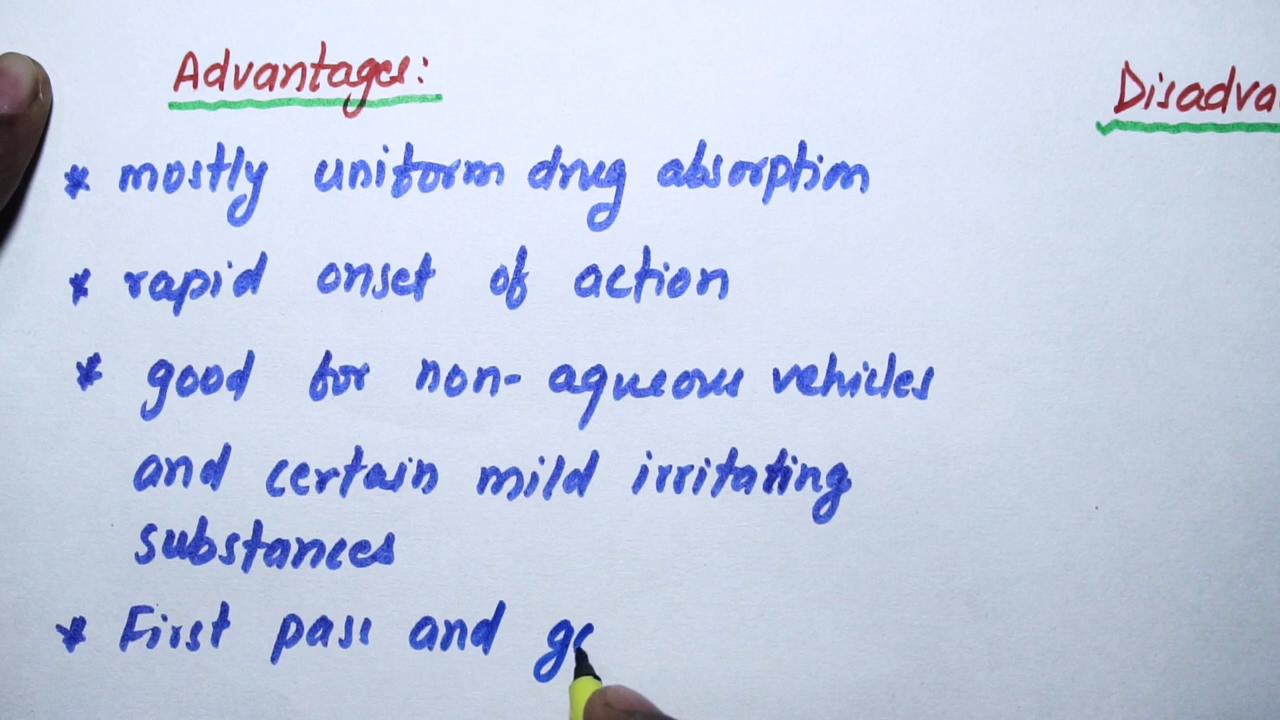 Advantages:
Disadva
* mostly uniform drug absorption
* rapid onset of action
* good for non-aqueous vehicles
and certain mild irritating
substances
* First pass and ga